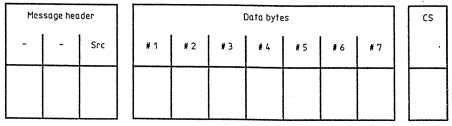 Message header Data bytes CS
- - Src #1 #2 #3 #4 #5 #6 #7